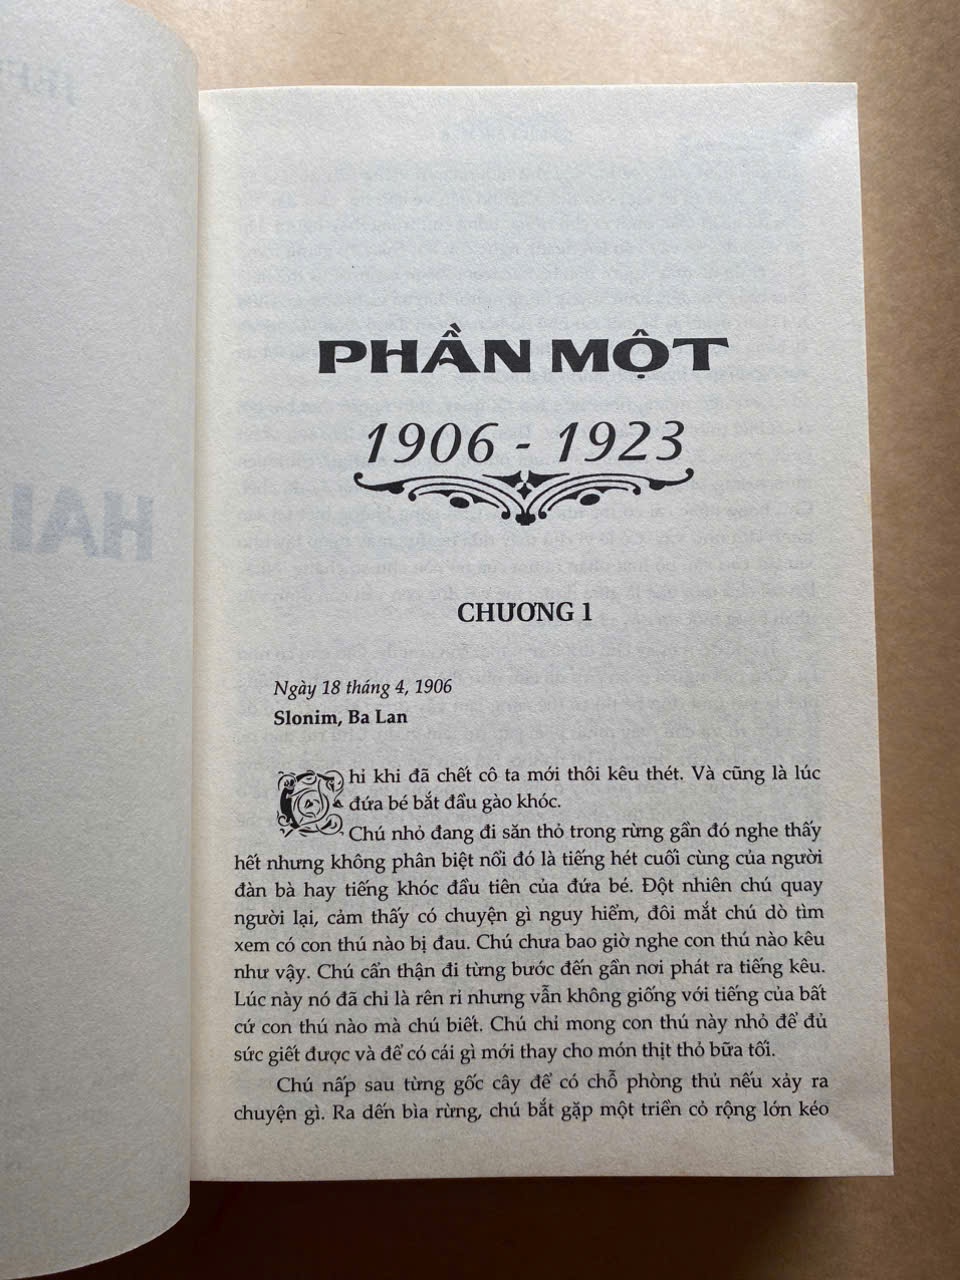 PHẦN MỘT
1906 - 1923
CHƯƠNG 1
Ngày 18 tháng 4, 1906
Slonim, Ba Lan
Chỉ khi đã chết cô ta mới thôi kêu thét. Và cũng là lúc
đứa bé bắt đầu gào khóc.
Chú nhỏ đang đi săn thỏ trong rừng gần đó nghe thấy
hết nhưng không phân biệt nổi đó là tiếng hét cuối cùng của người
đàn bà hay tiếng khóc đầu tiên của đứa bé. Đột nhiên chú quay
người lại, cảm thấy có chuyện gì nguy hiểm, đôi mắt chú dò tìm
xem có con thú nào bị đau. Chú chưa bao giờ nghe con thú nào kêu
như vậy. Chú cẩn thận đi từng bước đến gần nơi phát ra tiếng kêu.
Lúc này nó đã chỉ là rên rỉ nhưng vẫn không giống với tiếng của bất
cứ con thú nào mà chú biết. Chú chỉ mong con thú này nhỏ để đủ
sức giết được và để có cái gì mới thay cho món thịt thỏ bữa tối.
Chú nấp sau từng gốc cây để có chỗ phòng thủ nếu xảy ra
chuyện gì. Ra dến bìa rừng, chú bắt gặp một triền cỏ rộng lớn kéo
HAI